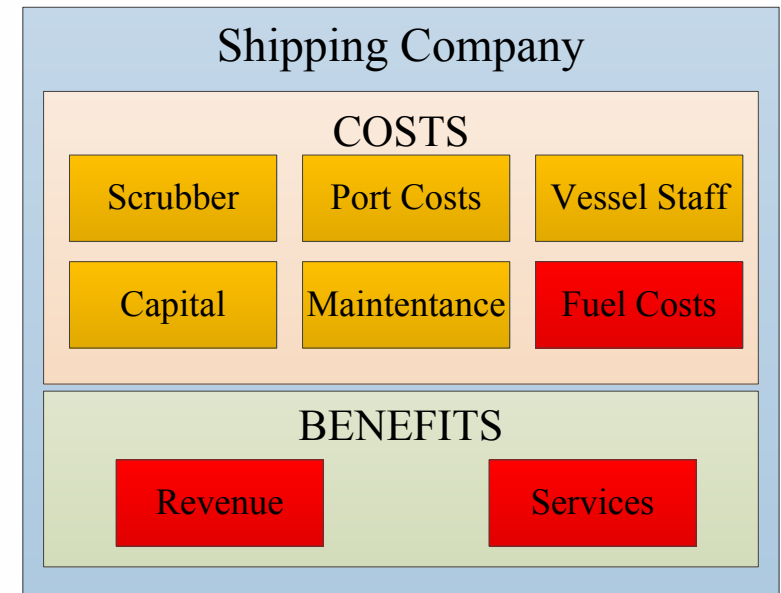 Shipping Company
COSTS
Scrubber
Port Costs
Vessel Staff
Capital
Maintentance
Fuel Costs
BENEFITS
Revenue
Services